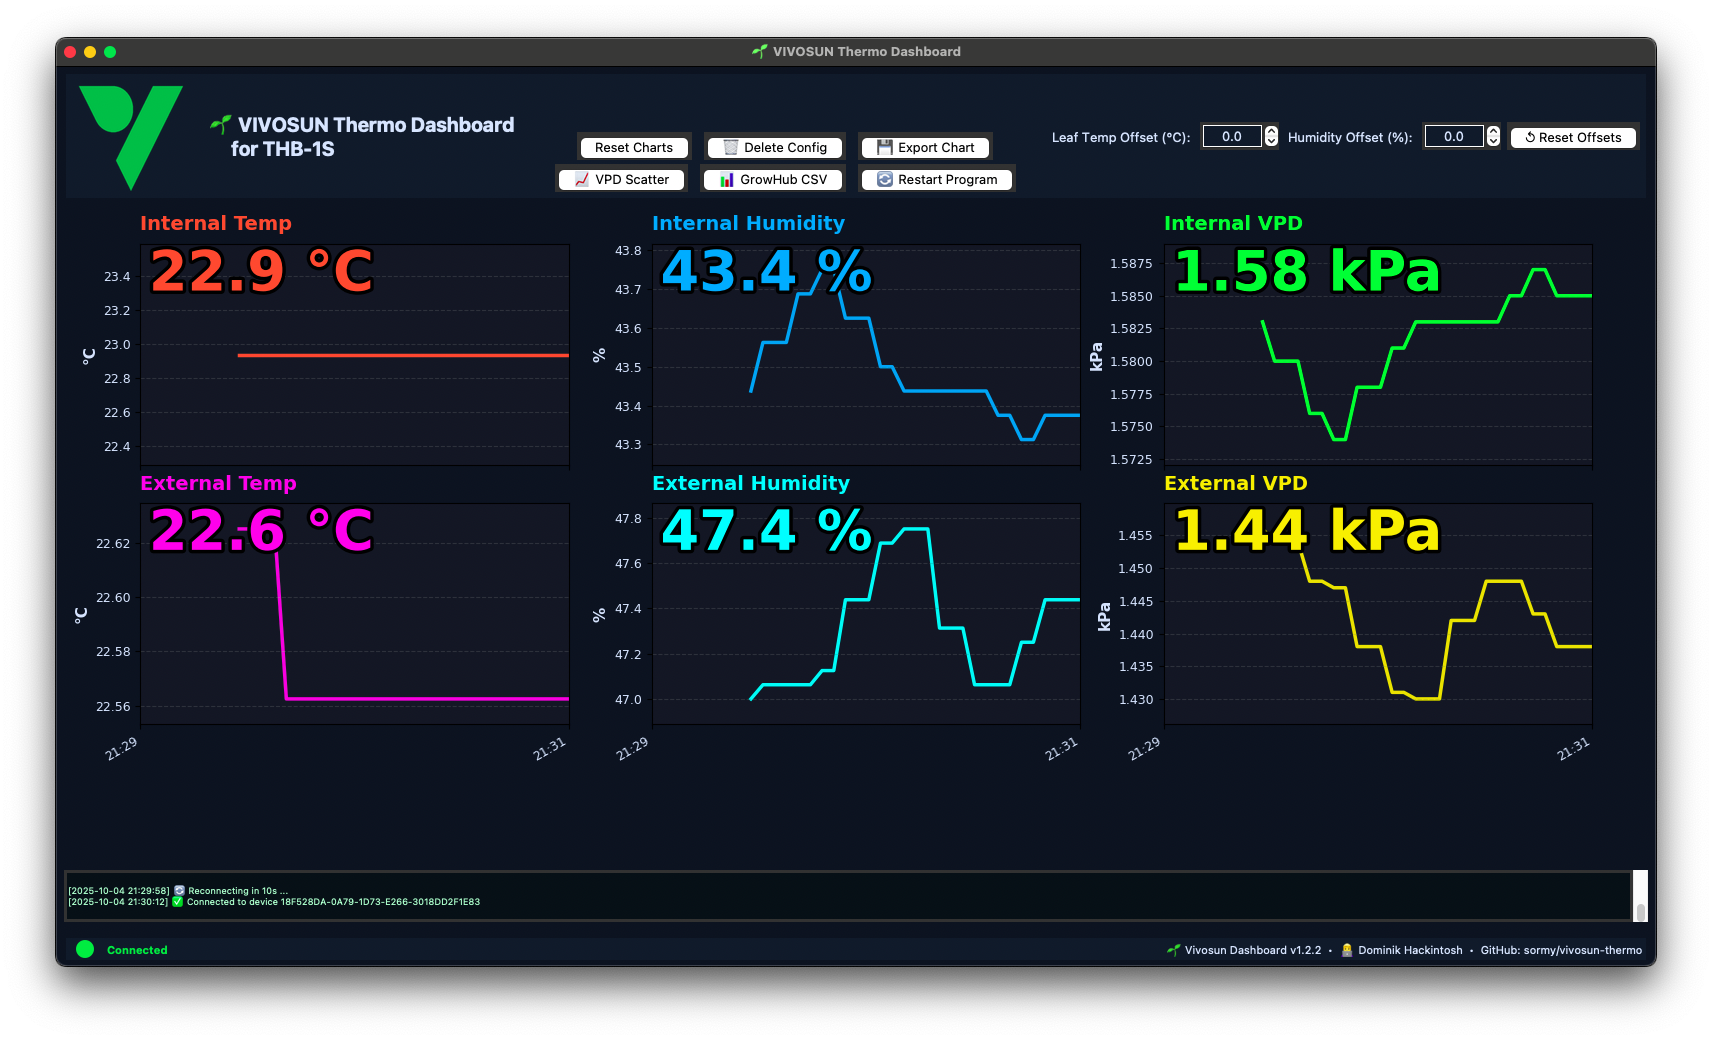 🌱 VIVOSUN Thermo Dashboard
🌱 VIVOSUN Thermo Dashboard
for THB-1S
Reset Charts
🗑️ Delete Config
💾 Export Chart
📈 VPD Scatter
📊 GrowHub CSV
🔄 Restart Program
Leaf Temp Offset (°C):
0.0
Humidity Offset (%):
0.0
↺ Reset Offsets
Internal Temp
22.9 °C
°C
23.4
23.2
23.0
22.8
22.6
22.4
Internal Humidity
43.4 %
%
43.8
43.7
43.6
43.5
43.4
43.3
Internal VPD
1.58 kPa
kPa
1.5875
1.5850
1.5825
1.5800
1.5775
1.5750
1.5725
External Temp
22.6 °C
°C
22.62
22.60
22.58
22.56
21:29
21:31
External Humidity
47.4 %
%
47.8
47.6
47.4
47.2
47.0
21:29
21:31
External VPD
1.44 kPa
kPa
1.455
1.450
1.445
1.440
1.435
1.430
21:29
21:31
[2025-10-04 21:29:58] 🔄 Reconnecting in 10s ...
[2025-10-04 21:30:12] ✅ Connected to device 18F528DA-0A79-1D73-E266-3018DD2F1E83
Connected
🌱 Vivosun Dashboard v1.2.2 • 👨‍💻 Dominik Hackintosh • GitHub: sormy/vivosun-thermo